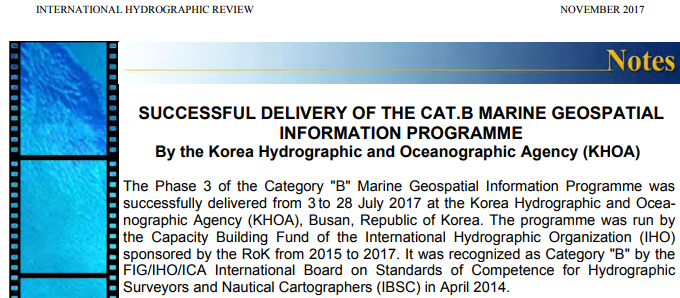 INTERNATIONAL HYDROGRAPHIC REVIEW NOVEMBER 2017
Notes
SUCCESSFUL DELIVERY OF THE CAT.B MARINE GEOSPATIAL
INFORMATION PROGRAMME
By the Korea Hydrographic and Oceanographic Agency (KHOA)
The Phase 3 of the Category "B" Marine Geospatial Information Programme was
successfully delivered from 3 to 28 July 2017 at the Korea Hydrographic and Ocea-
nographic Agency (KHOA), Busan, Republic of Korea. The programme was run by
the Capacity Building Fund of the International Hydrographic Organization (IHO)
sponsored by the RoK from 2015 to 2017. It was recognized as Category "B" by the
FIG/IHO/ICA International Board on Standards of Competence for Hydrographic
Surveyors and Nautical Cartographers (IBSC) in April 2014.